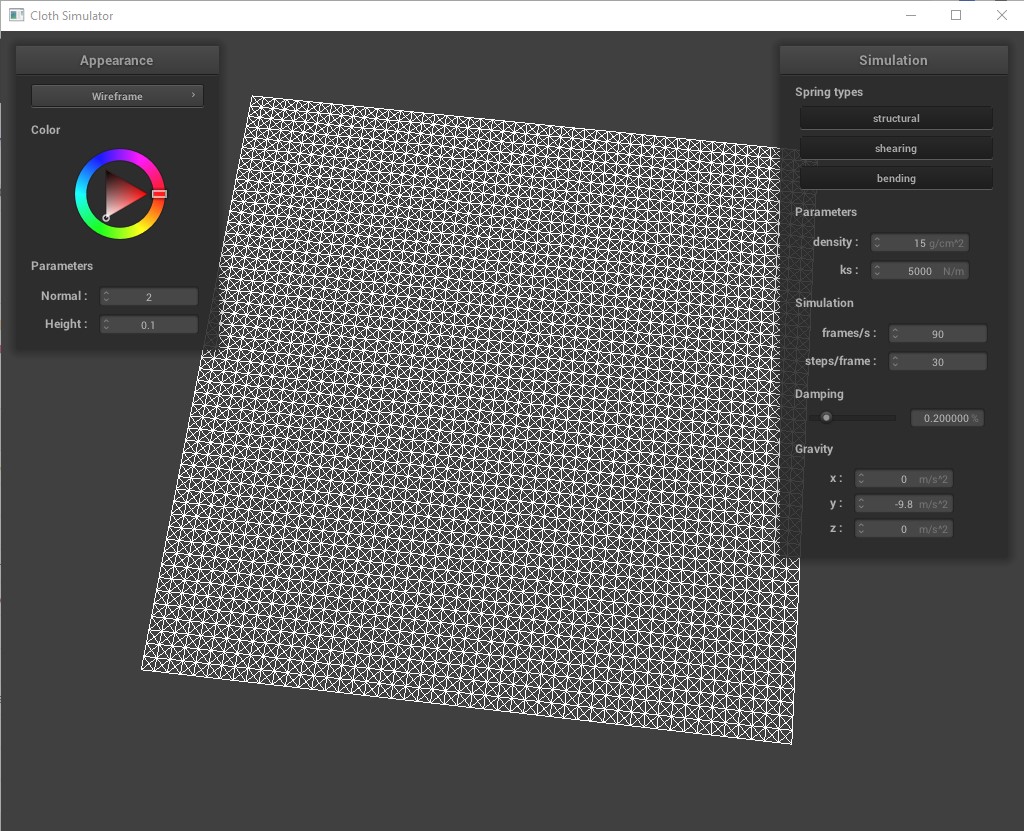 Cloth Simulator
Appearance
Wireframe
Color
Parameters
Normal : 2
Height : 0.1
Simulation
Spring types
structural
shearing
bending
Parameters
density : 15 g/cm^2
ks : 5000 N/m
Simulation
frames/s : 90
steps/frame : 30
Damping
0.200000 %
Gravity
x : 0 m/s^2
y : -9.8 m/s^2
z : 0 m/s^2